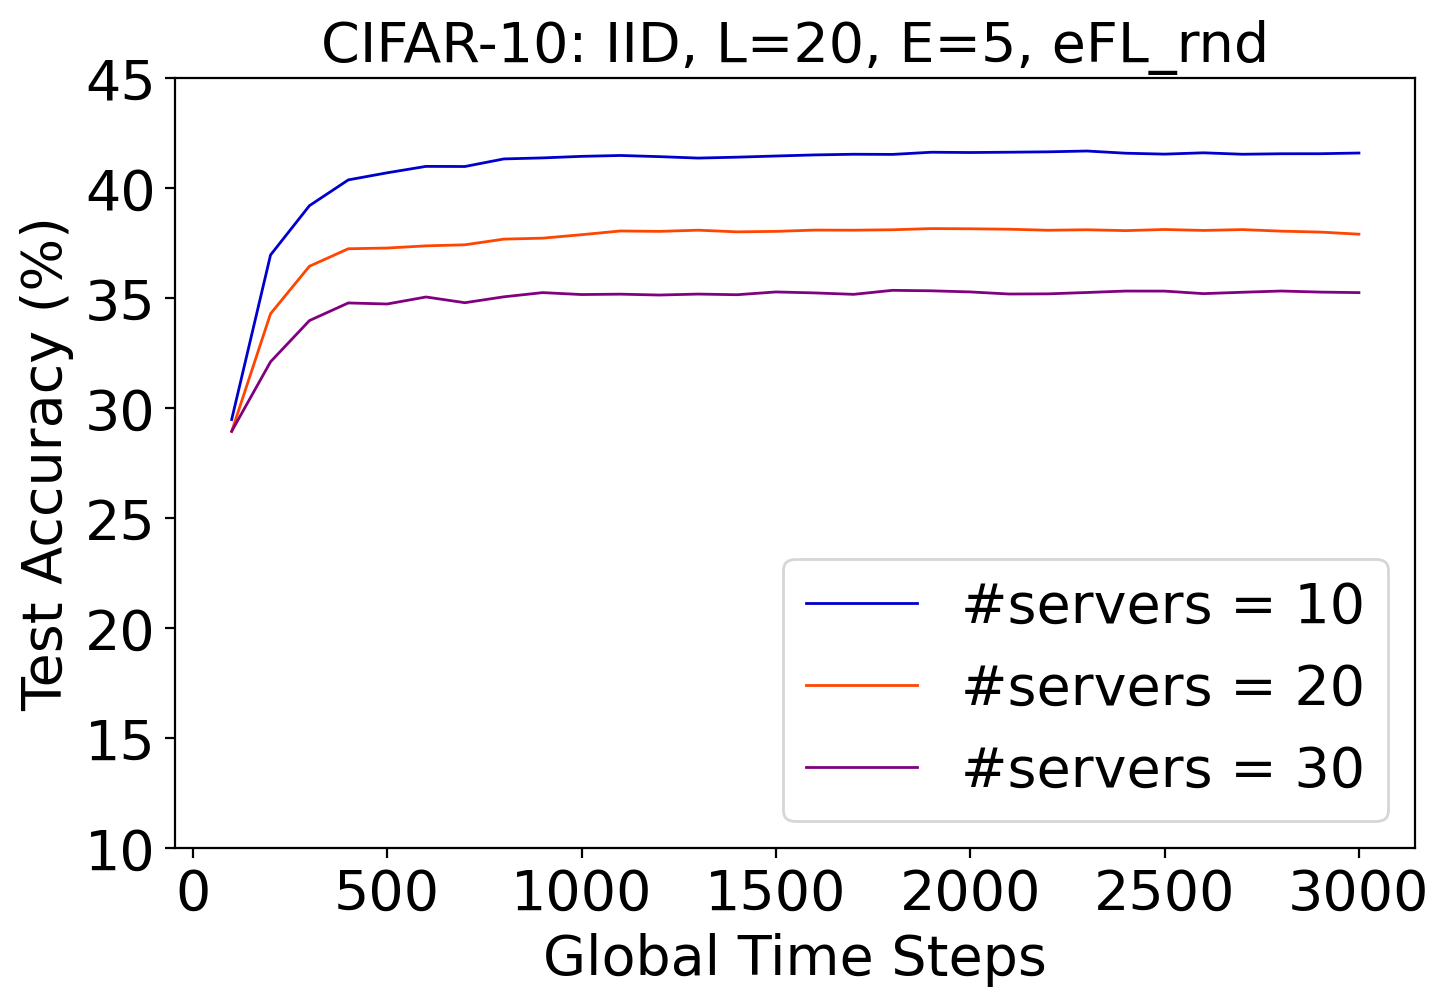 CIFAR-10: IID, L=20, E=5, eFL_rnd
45
40
35
30
25
20
15
10
Test Accuracy (%)
#servers = 10
#servers = 20
#servers = 30
0 500 1000 1500 2000 2500 3000
Global Time Steps